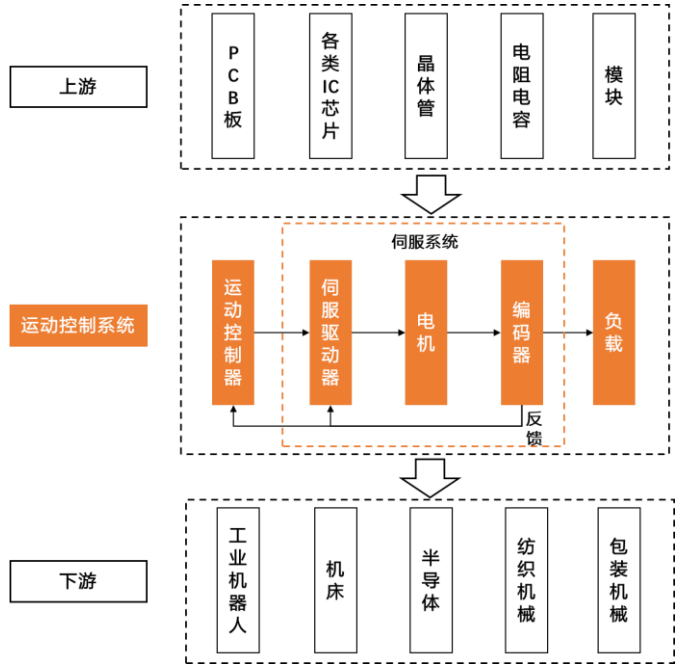 上游
PCB板
各类IC芯片
晶体管
电阻电容
模块
伺服系统
运动控制系统
运动控制器
伺服驱动器
电机
编码器
负载
反馈
下游
工业机器人
机床
半导体
纺织机械
包装机械